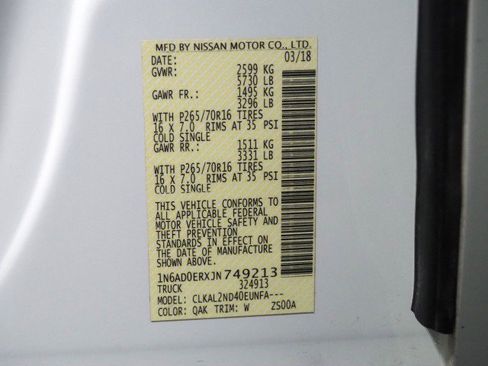 MFD BY NISSAN MOTOR CO., LTD.
DATE: 03/18
GVWR: 2599 KG
5730 LB
GAWR FR.: 1495 KG
3296 LB
WITH P265/70R16 TIRES
16 X 7.0 RIMS AT 35 PSI
COLD SINGLE
GAWR RR.: 1511 KG
3331 LB
WITH P265/70R16 TIRES
16 X 7.0 RIMS AT 35 PSI
COLD SINGLE
THIS VEHICLE CONFORMS TO
ALL APPLICABLE FEDERAL
MOTOR VEHICLE SAFETY AND
THEFT PREVENTION
STANDARDS IN EFFECT ON
THE DATE OF MANUFACTURE
SHOWN ABOVE.
1N6AD0ERXJN749213
TRUCK 324913
MODEL: CLKAL2ND40EUNFA---
COLOR: QAK TRIM: W ZS00A